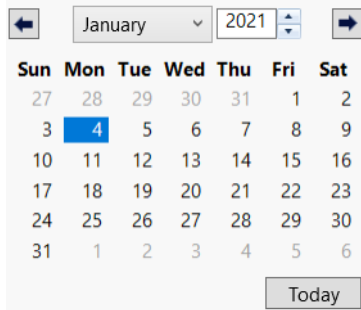 January 2021
Sun Mon Tue Wed Thu Fri Sat
27 28 29 30 31 1 2
3 4 5 6 7 8 9
10 11 12 13 14 15 16
17 18 19 20 21 22 23
24 25 26 27 28 29 30
31 1 2 3 4 5 6
Today